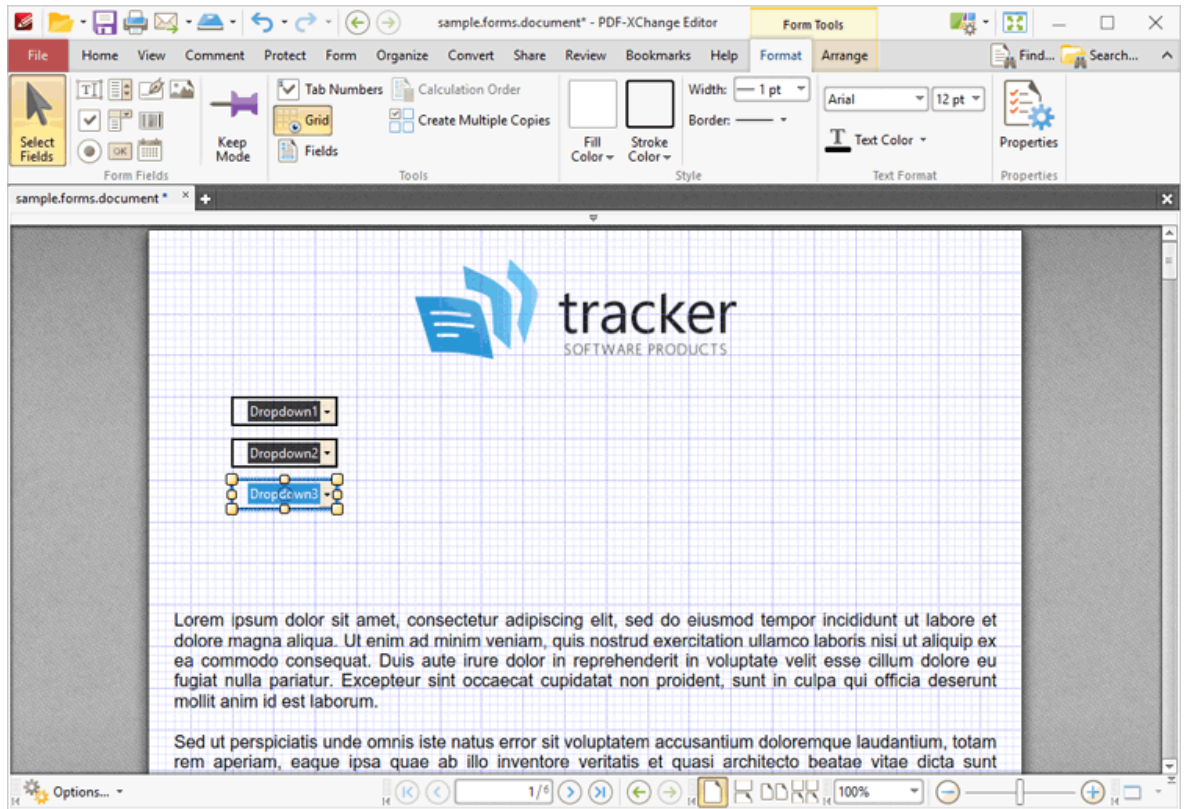 sample.forms.document* - PDF-XChange Editor
Form Tools
File Home View Comment Protect Form Organize Convert Share Review Bookmarks Help Format Arrange Find... Search...
Select Fields
OK
Form Fields
Keep Mode
Tab Numbers
Grid
Fields
Calculation Order
Create Multiple Copies
Tools
Fill Color
Stroke Color
Width: 1 pt
Border:
Style
Arial 12 pt
T Text Color
Text Format
Properties
Properties
sample.forms.document *
tracker
SOFTWARE PRODUCTS
Dropdown1
Dropdown2
Dropdown3
Lorem ipsum dolor sit amet, consectetur adipiscing elit, sed do eiusmod tempor incididunt ut labore et
dolore magna aliqua. Ut enim ad minim veniam, quis nostrud exercitation ullamco laboris nisi ut aliquip ex
ea commodo consequat. Duis aute irure dolor in reprehenderit in voluptate velit esse cillum dolore eu
fugiat nulla pariatur. Excepteur sint occaecat cupidatat non proident, sunt in culpa qui officia deserunt
mollit anim id est laborum.
Sed ut perspiciatis unde omnis iste natus error sit voluptatem accusantium doloremque laudantium, totam
rem aperiam, eaque ipsa quae ab illo inventore veritatis et quasi architecto beatae vitae dicta sunt
Options... 1/6 100%